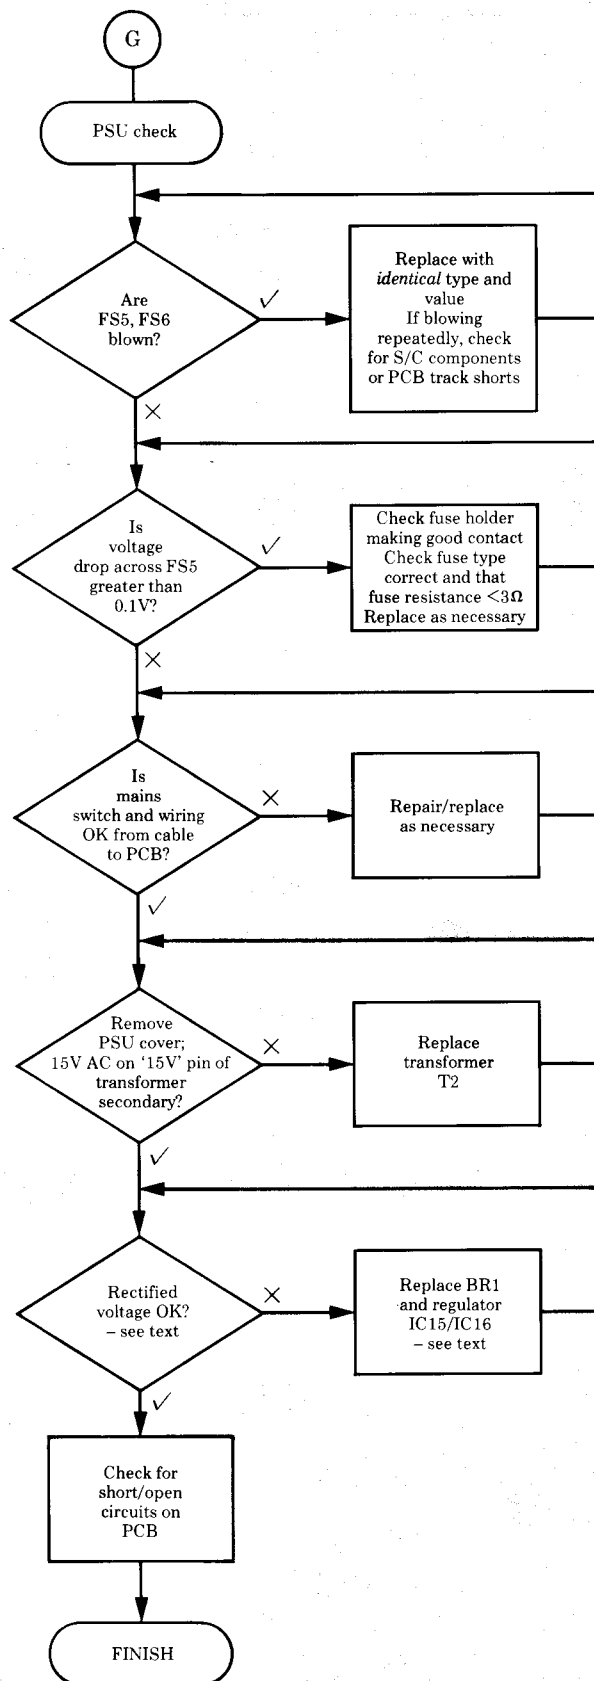 G
PSU check
Are
FS5, FS6
blown?
✓
Replace with
identical type and
value
If blowing
repeatedly, check
for S/C components
or PCB track shorts
×
Is
voltage
drop across FS5
greater than
0.1V?
✓
Check fuse holder
making good contact
Check fuse type
correct and that
fuse resistance <3Ω
Replace as necessary
×
Is
mains
switch and wiring
OK from cable
to PCB?
×
Repair/replace
as necessary
✓
Remove
PSU cover;
15V AC on '15V' pin of
transformer
secondary?
×
Replace
transformer
T2
✓
Rectified
voltage OK?
– see text
×
Replace BR1
and regulator
IC15/IC16
– see text
✓
Check for
short/open
circuits on
PCB
FINISH